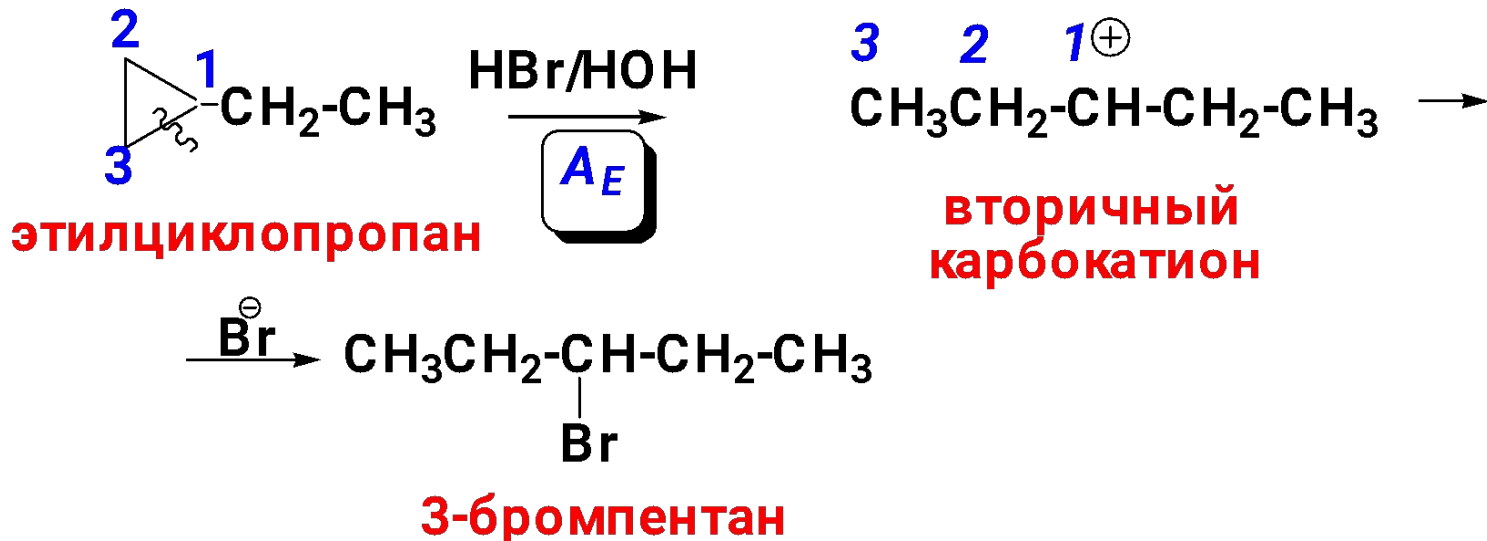 2
1
CH₂-CH₃
3
этилциклопропан
HBr/HOH
A_E
3 2 1⊕
CH₃CH₂-CH-CH₂-CH₃
вторичный
карбокатион
Br⊖
CH₃CH₂-CH-CH₂-CH₃
Br
3-бромпентан